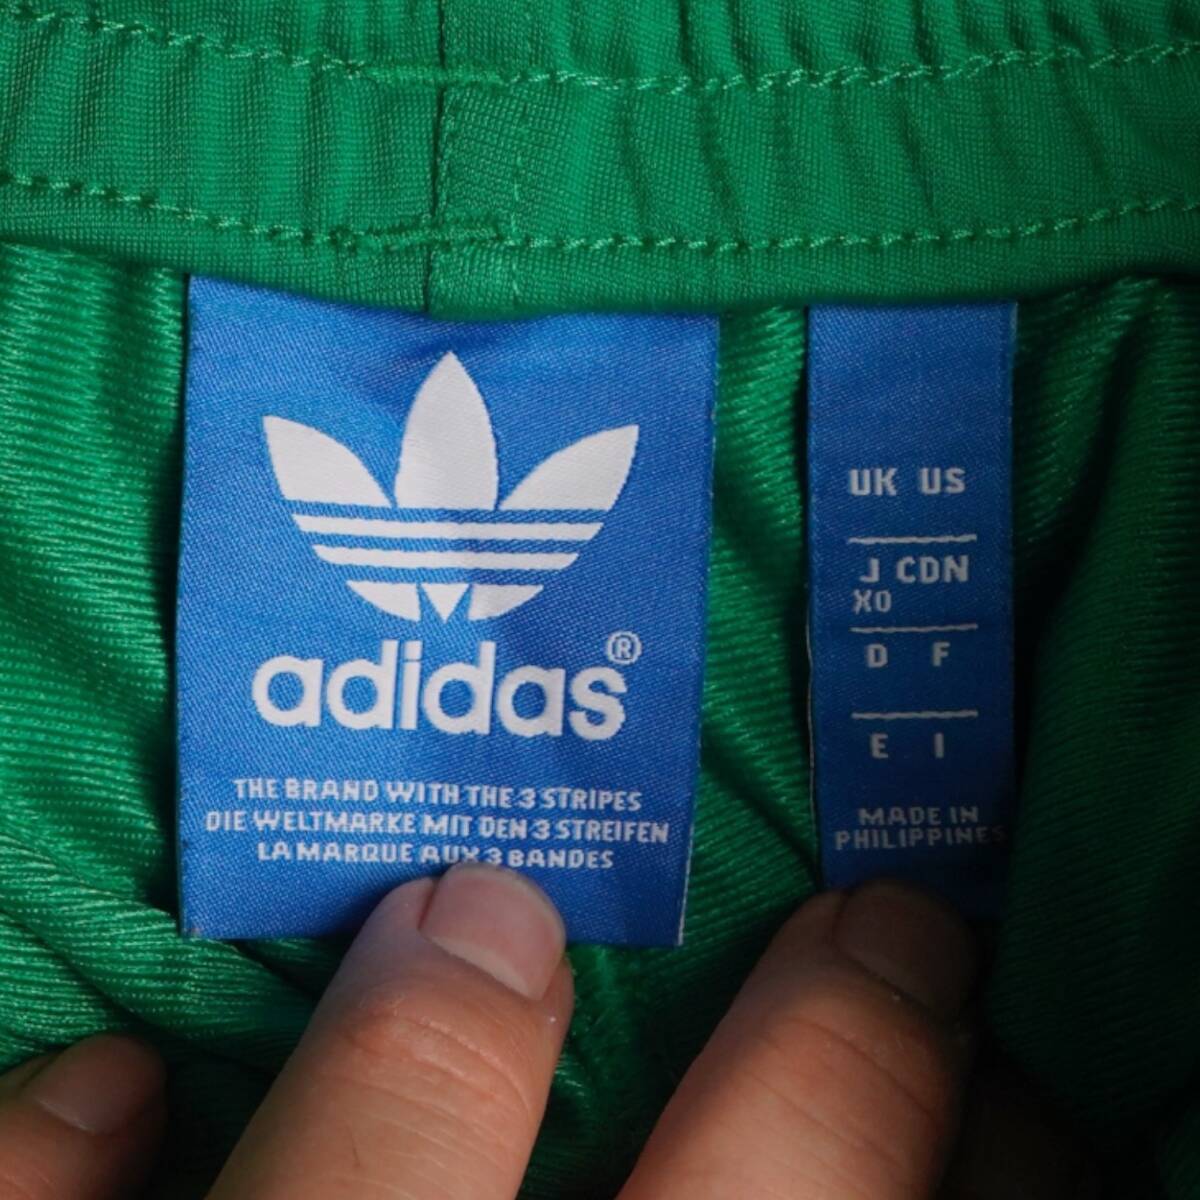 adidas®
THE BRAND WITH THE 3 STRIPES
DIE WELTMARKE MIT DEN 3 STREIFEN
LA MARQUE AUX 3 BANDES
UK US
J CDN
XO
D F
E I
MADE IN
PHILIPPINES